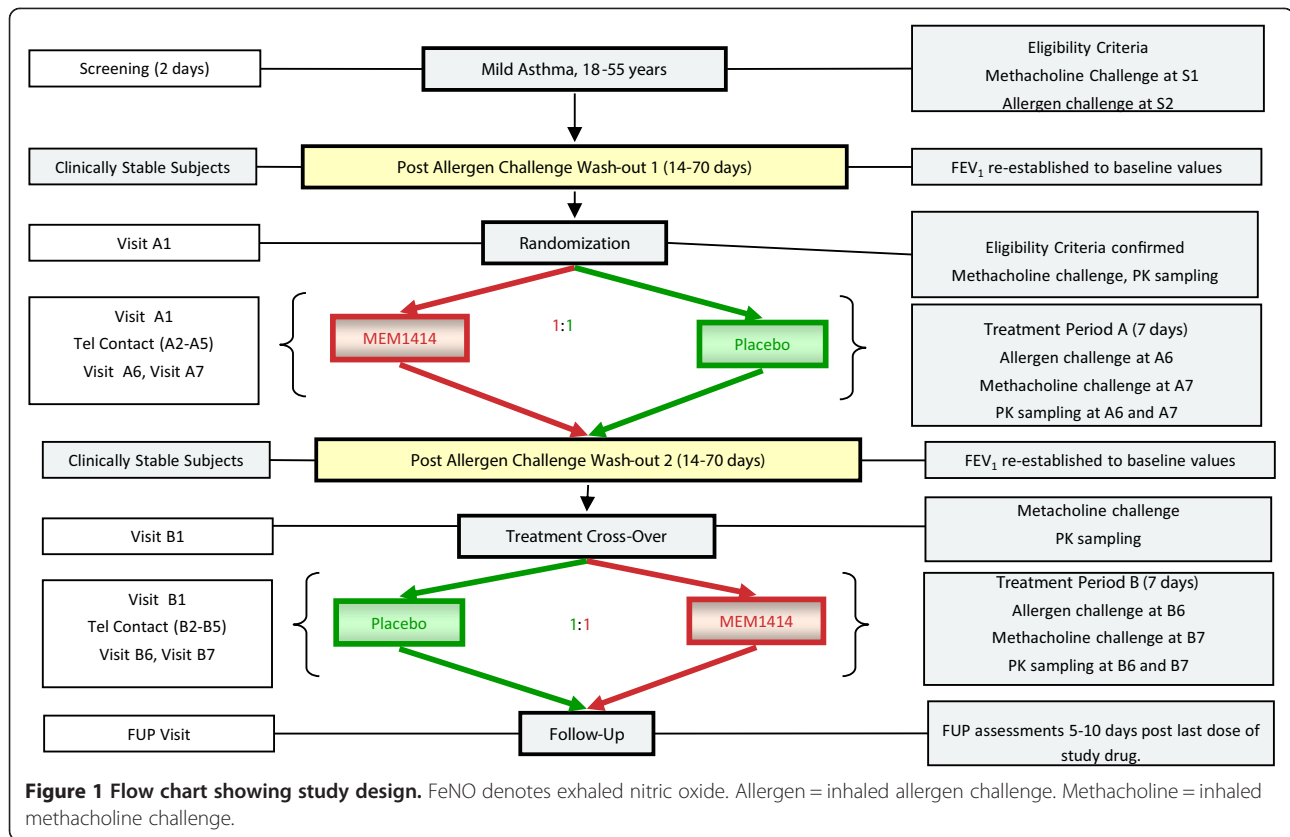 Screening (2 days)
Mild Asthma, 18-55 years
Eligibility Criteria
Methacholine Challenge at S1
Allergen challenge at S2
Clinically Stable Subjects
Post Allergen Challenge Wash-out 1 (14-70 days)
FEV1 re-established to baseline values
Visit A1
Randomization
Eligibility Criteria confirmed
Methacholine challenge, PK sampling
Visit A1
Tel Contact (A2-A5)
Visit A6, Visit A7
MEM1414
1:1
Placebo
Treatment Period A (7 days)
Allergen challenge at A6
Methacholine challenge at A7
PK sampling at A6 and A7
Clinically Stable Subjects
Post Allergen Challenge Wash-out 2 (14-70 days)
FEV1 re-established to baseline values
Visit B1
Treatment Cross-Over
Metacholine challenge
PK sampling
Visit B1
Tel Contact (B2-B5)
Visit B6, Visit B7
Placebo
1:1
MEM1414
Treatment Period B (7 days)
Allergen challenge at B6
Methacholine challenge at B7
PK sampling at B6 and B7
FUP Visit
Follow-Up
FUP assessments 5-10 days post last dose of
study drug.
Figure 1 Flow chart showing study design. FeNO denotes exhaled nitric oxide. Allergen = inhaled allergen challenge. Methacholine = inhaled
methacholine challenge.